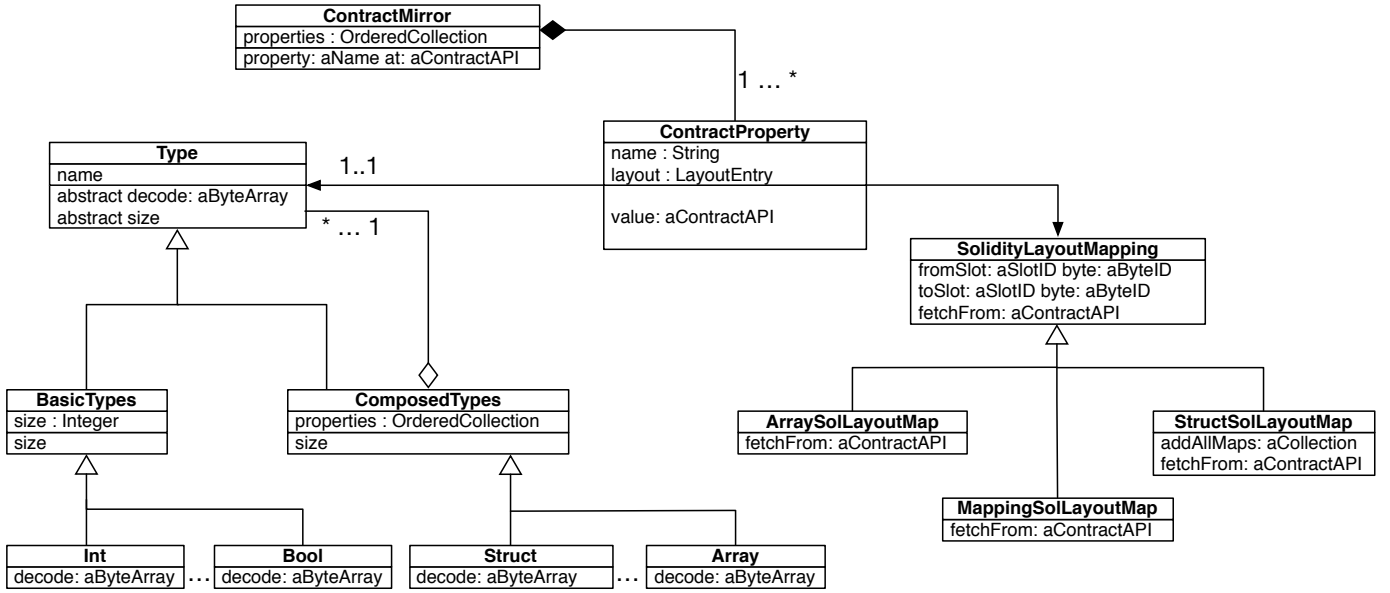 ContractMirror
properties : OrderedCollection
property: aName at: aContractAPI
1 ... *
ContractProperty
name : String
layout : LayoutEntry
value: aContractAPI
Type
name
abstract decode: aByteArray
abstract size
1..1
* ... 1
SolidityLayoutMapping
fromSlot: aSlotID byte: aByteID
toSlot: aSlotID byte: aByteID
fetchFrom: aContractAPI
BasicTypes
size : Integer
size
ComposedTypes
properties : OrderedCollection
size
ArraySolLayoutMap
fetchFrom: aContractAPI
StructSolLayoutMap
addAllMaps: aCollection
fetchFrom: aContractAPI
MappingSolLayoutMap
fetchFrom: aContractAPI
Int
decode: aByteArray
...
Bool
decode: aByteArray
Struct
decode: aByteArray
...
Array
decode: aByteArray